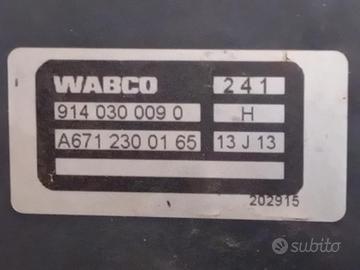 WABCO 241
914 030 009 0 H
A671 230 01 65 13 J 13
202915
subito